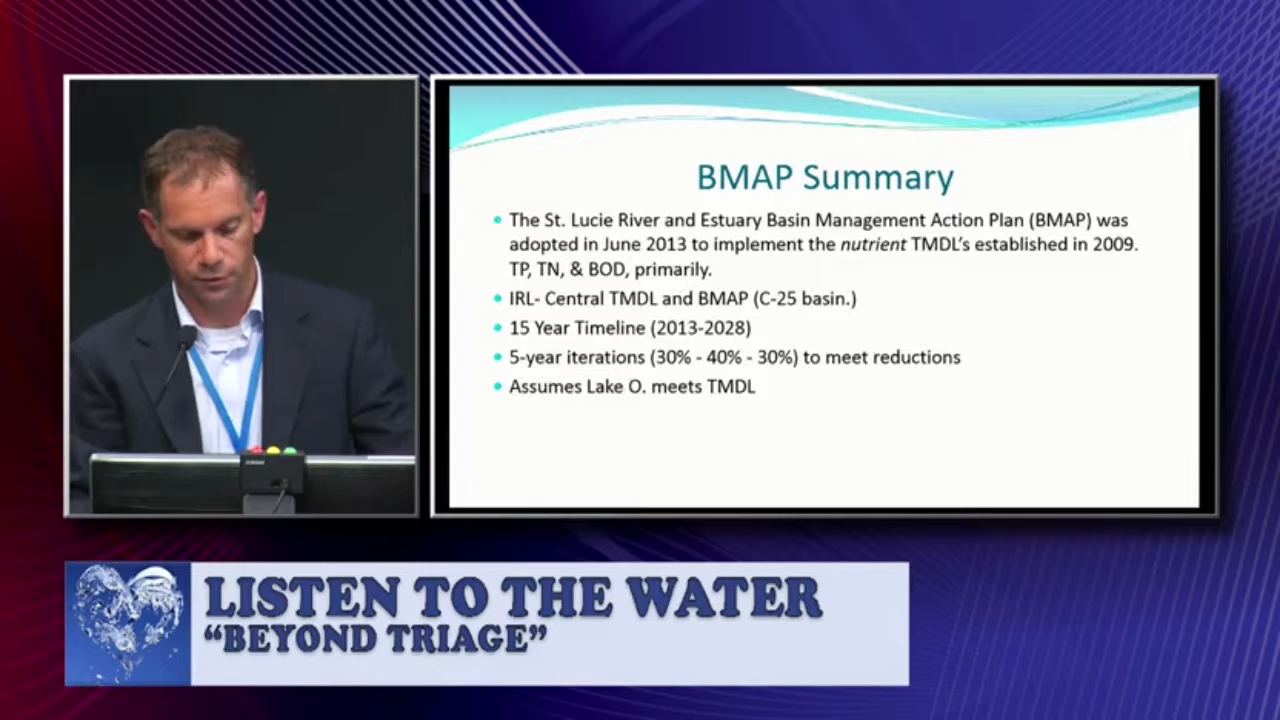 BMAP Summary
The St. Lucie River and Estuary Basin Management Action Plan (BMAP) was
adopted in June 2013 to implement the nutrient TMDL's established in 2009.
TP, TN, & BOD, primarily.
IRL- Central TMDL and BMAP (C-25 basin.)
15 Year Timeline (2013-2028)
5-year iterations (30% - 40% - 30%) to meet reductions
Assumes Lake O. meets TMDL
LISTEN TO THE WATER
“BEYOND TRIAGE”